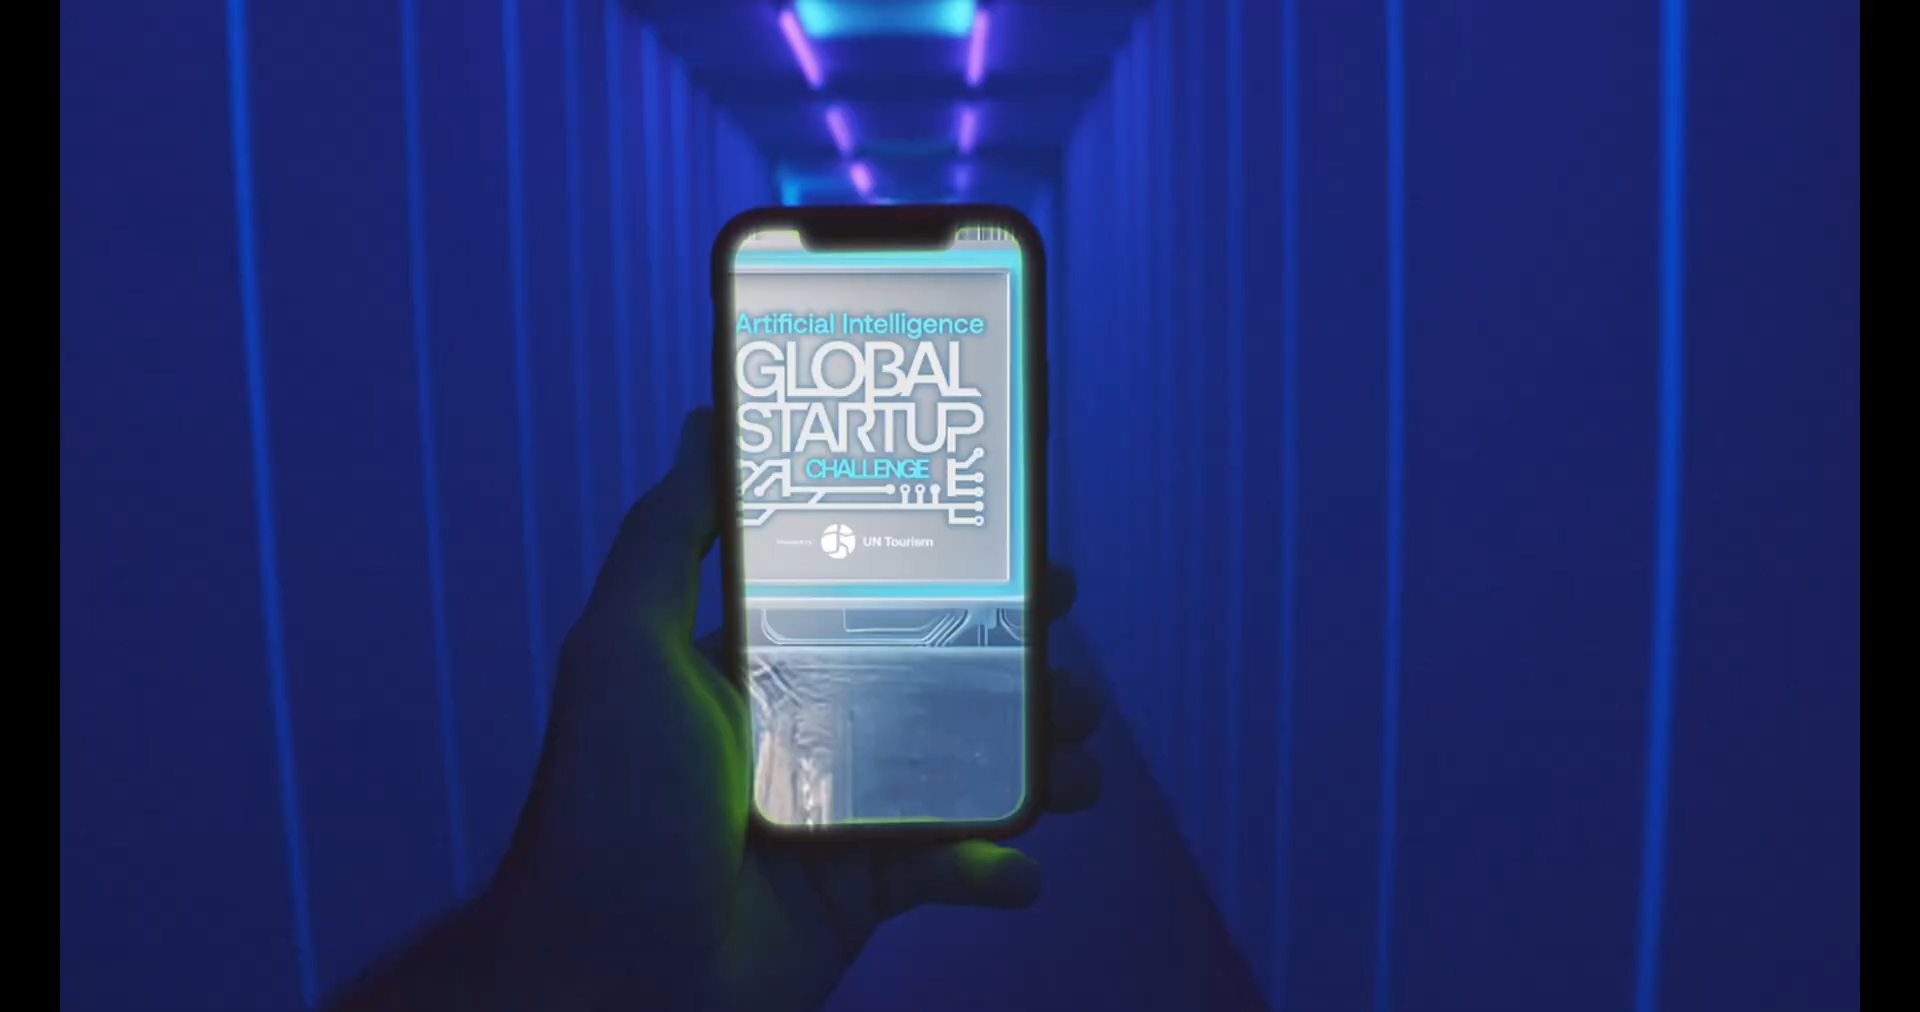 Artificial Intelligence
GLOBAL
STARTUP
CHALLENGE
UN Tourism